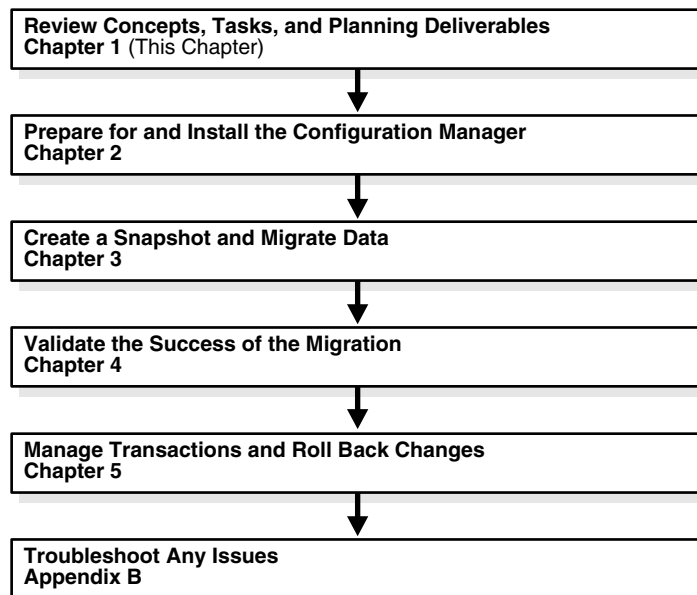 Review Concepts, Tasks, and Planning Deliverables
Chapter 1 (This Chapter)
Prepare for and Install the Configuration Manager
Chapter 2
Create a Snapshot and Migrate Data
Chapter 3
Validate the Success of the Migration
Chapter 4
Manage Transactions and Roll Back Changes
Chapter 5
Troubleshoot Any Issues
Appendix B